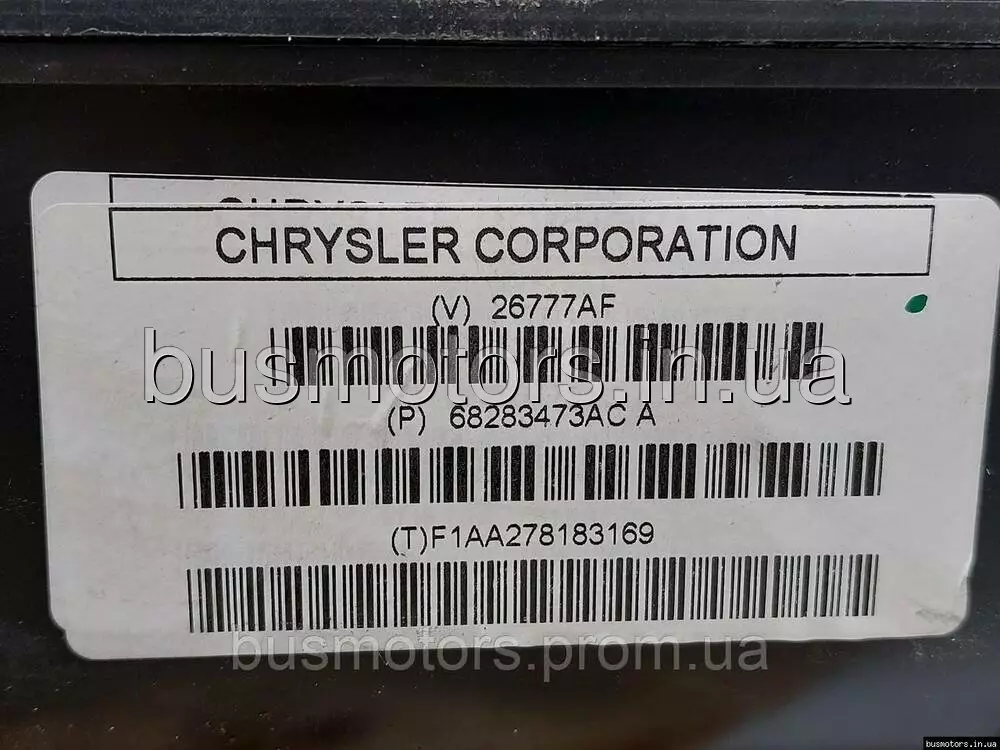 CHRYSLER CORPORATION
(V) 26777AF
busmotors.in.ua
(P) 68283473AC A
(T)F1AA278183169
busmotors.prom.ua
busmotors.in.ua